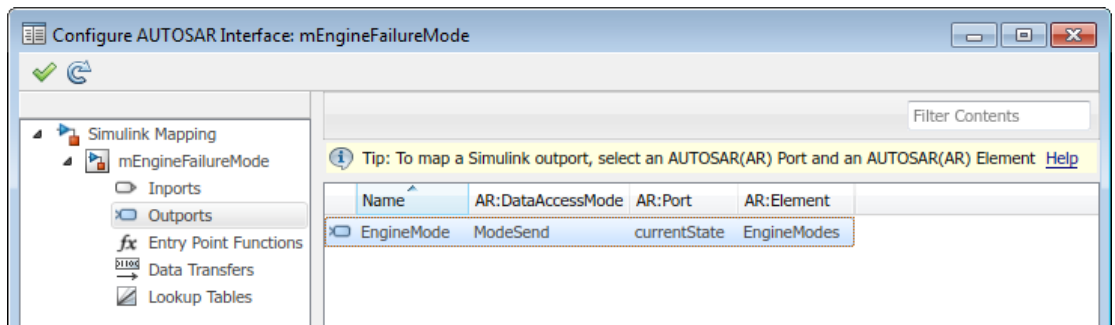 Configure AUTOSAR Interface: mEngineFailureMode
Filter Contents
Simulink Mapping
mEngineFailureMode
Inports
Outports
fx Entry Point Functions
Data Transfers
Lookup Tables
Tip: To map a Simulink outport, select an AUTOSAR(AR) Port and an AUTOSAR(AR) Element Help
Name AR:DataAccessMode AR:Port AR:Element
EngineMode ModeSend currentState EngineModes